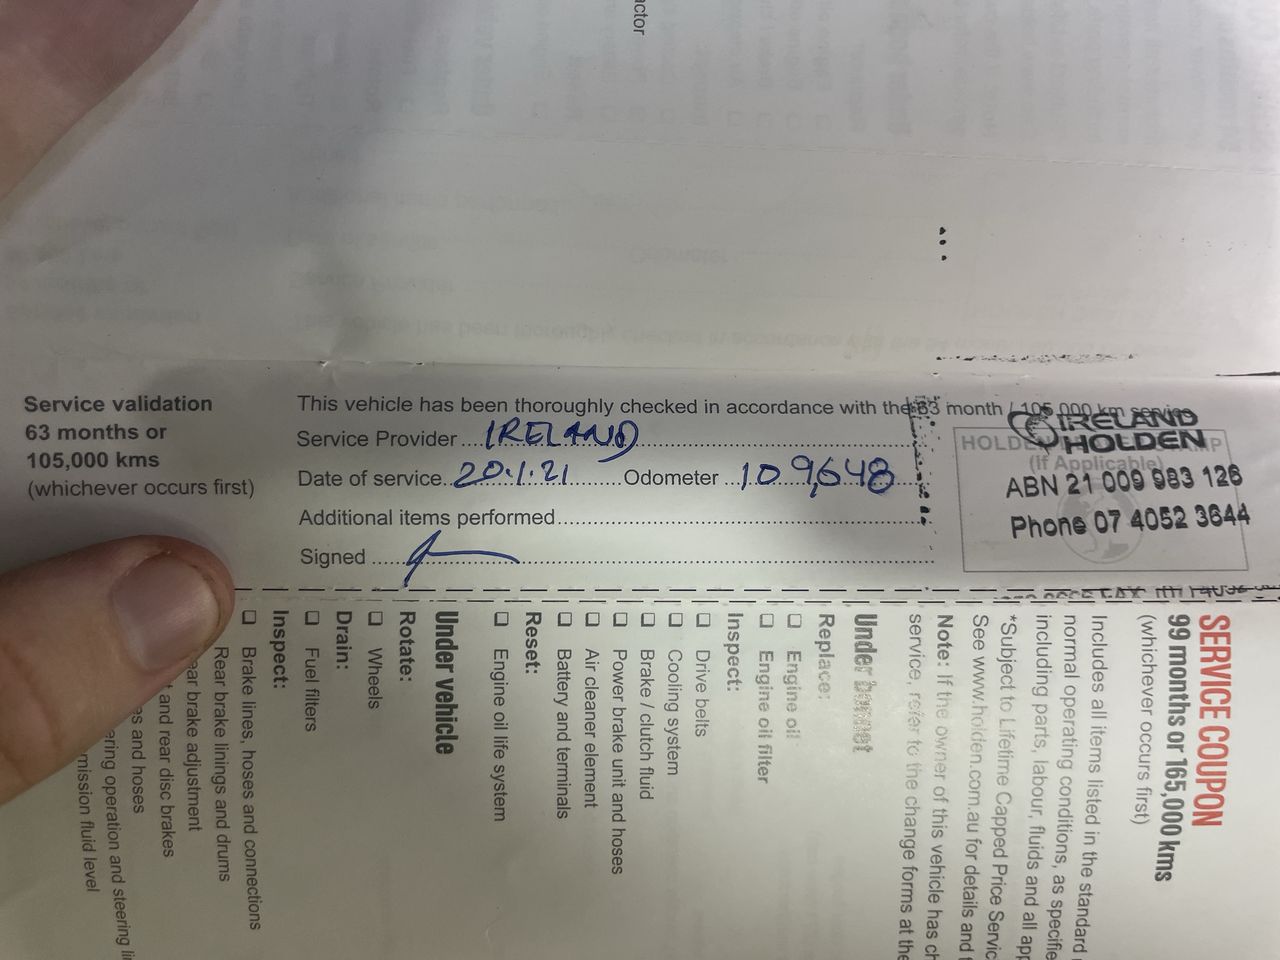 actor
Service validation
63 months or
105,000 kms
(whichever occurs first)
This vehicle has been thoroughly checked in accordance with the 63 month / 105,000 km service
Service Provider IRELAND
Date of service 20.1.21 Odometer 109,648
Additional items performed
Signed
IRELAND
HOLDEN
(If Applicable)
ABN 21 009 983 126
Phone 07 4052 3644
SERVICE COUPON
99 months or 165,000 kms
(whichever occurs first)
Includes all items listed in the standard
normal operating conditions, as specifie
including parts, labour, fluids and all app
*Subject to Lifetime Capped Price Servic
See www.holden.com.au for details and
Note: If the owner of this vehicle has ch
service, refer to the change forms at the
Under bonnet
Replace:
☐ Engine oil
☐ Engine oil filter
Inspect:
☐ Drive belts
☐ Cooling system
☐ Brake / clutch fluid
☐ Power brake unit and hoses
☐ Air cleaner element
☐ Battery and terminals
Reset:
☐ Engine oil life system
Under vehicle
Rotate:
☐ Wheels
Drain:
☐ Fuel filters
Inspect:
☐ Brake lines, hoses and connections
Rear brake linings and drums
ear brake adjustment
t and rear disc brakes
es and hoses
ering operation and steering li
mission fluid level